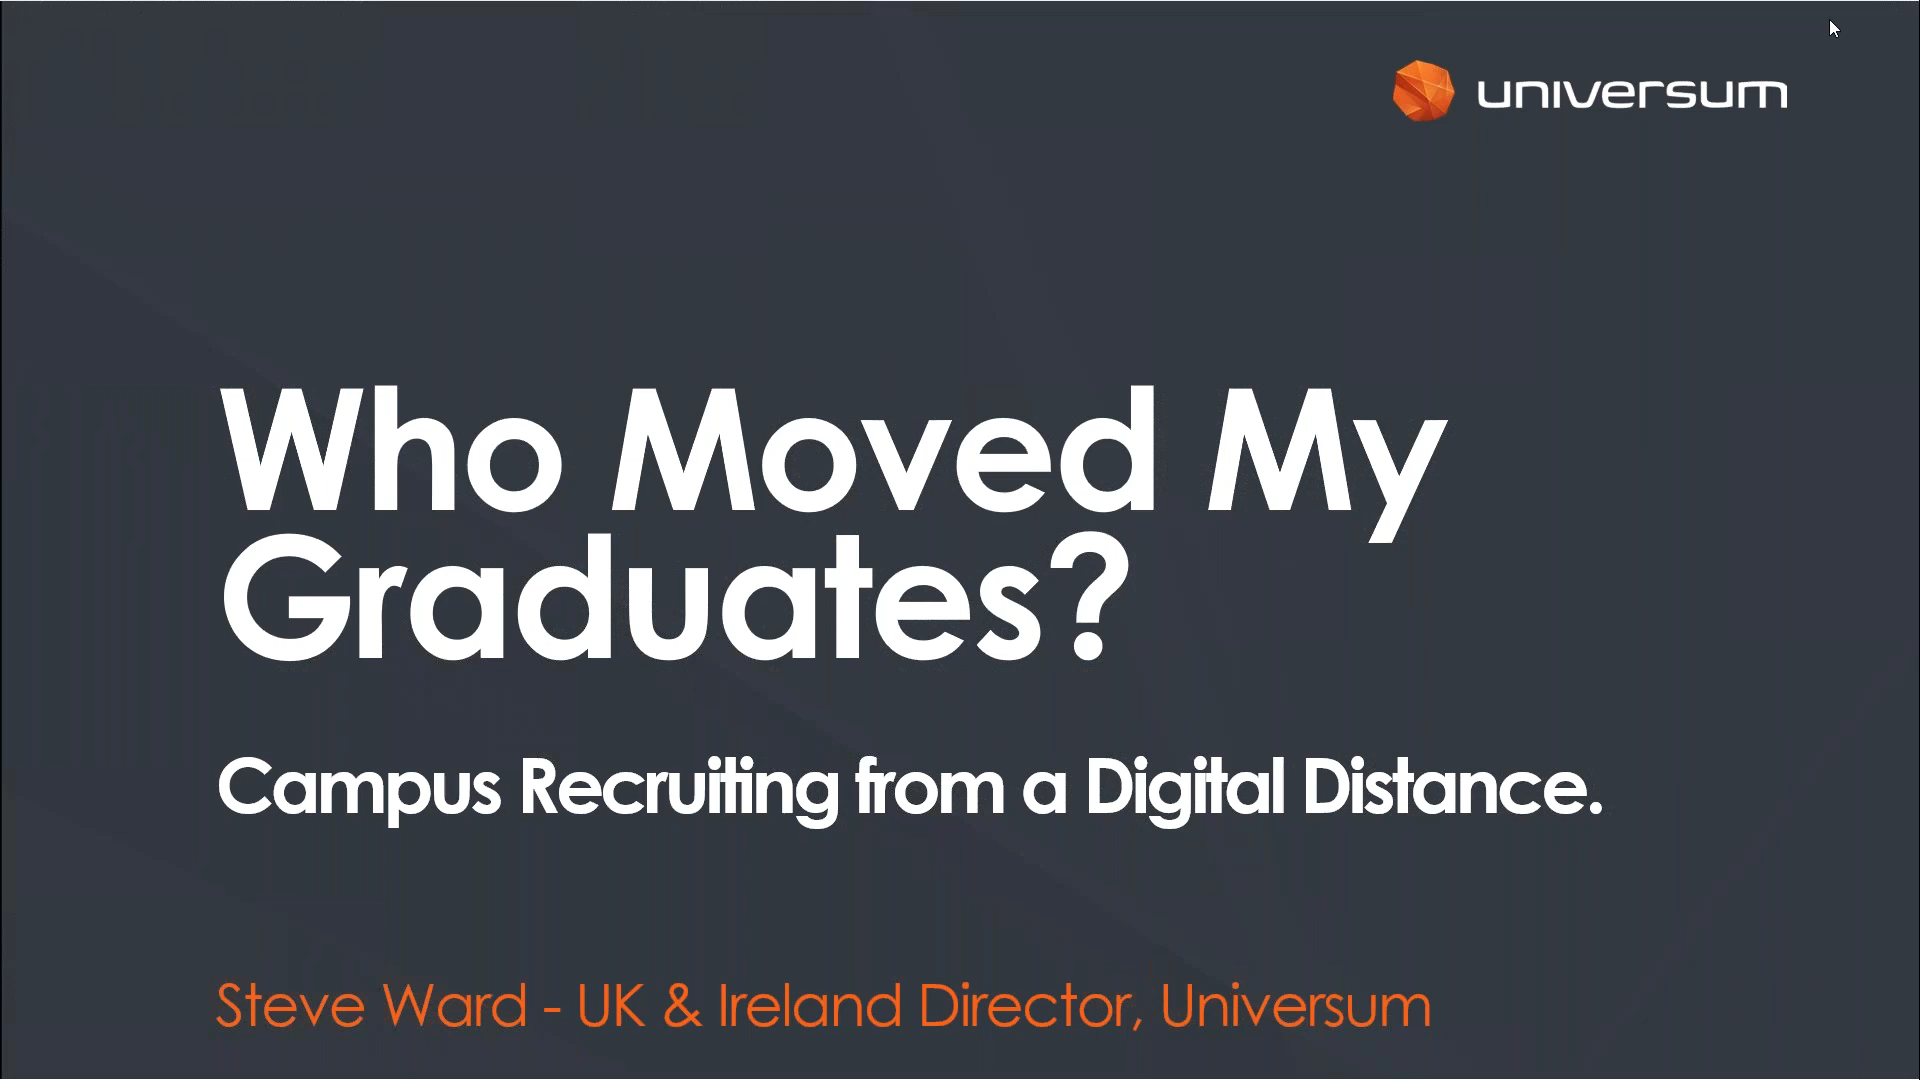 universum
Who Moved My
Graduates?
Campus Recruiting from a Digital Distance.
Steve Ward - UK & Ireland Director, Universum